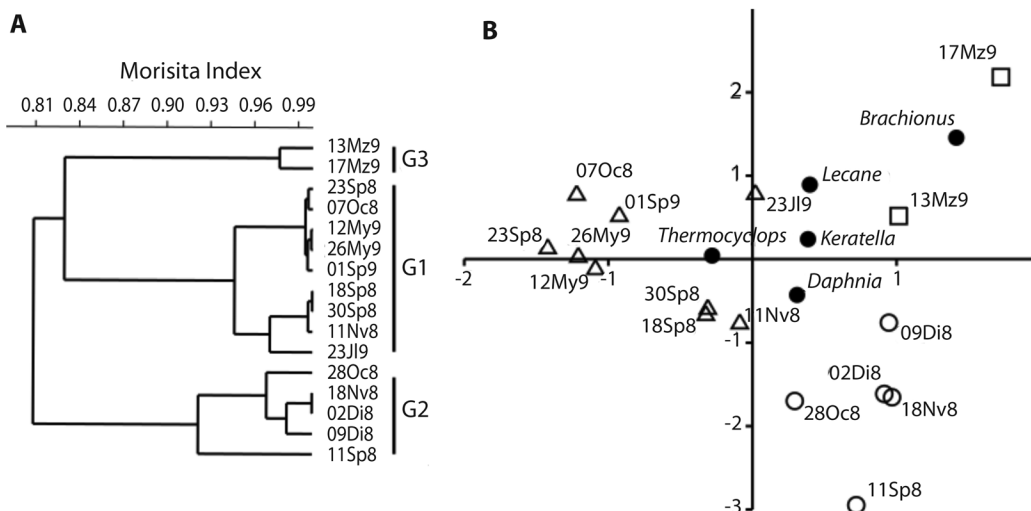 A
Morisita Index
0.81 0.84 0.87 0.90 0.93 0.96 0.99
13Mz9
17Mz9
G3
23Sp8
07Oc8
12My9
26My9
01Sp9
G1
18Sp8
30Sp8
11Nv8
23Jl9
28Oc8
18Nv8
02Di8
G2
09Di8
11Sp8
B
17Mz9
2
Brachionus
07Oc8
1
Lecane
01Sp9
23Jl9
13Mz9
23Sp8
26My9
Thermocyclops
Keratella
-2
-1
1
12My9
Daphnia
30Sp8
18Sp8
11Nv8
-1
09Di8
02Di8
28Oc8
18Nv8
-2
11Sp8
-3